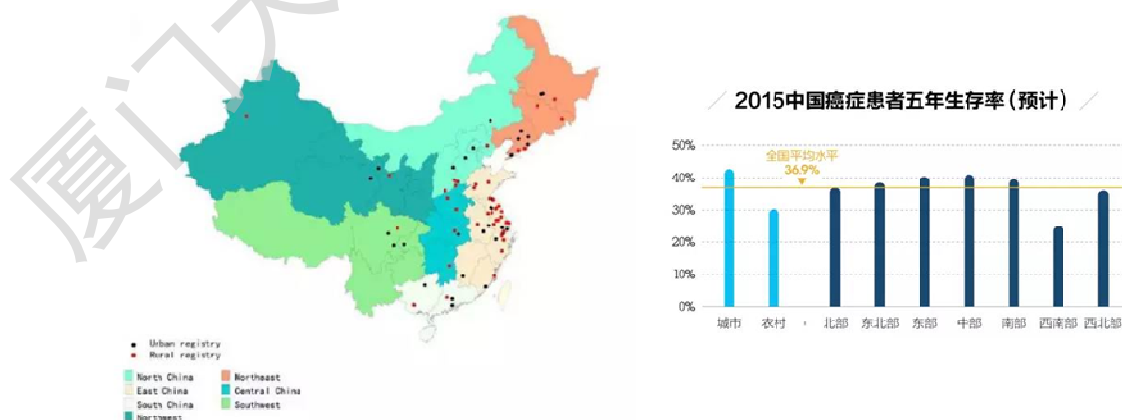 厦门大
Urban registry
Rural registry
North China
Northeast
East China
Central China
South China
Southwest
Northwest
2015中国癌症患者五年生存率(预计)
全国平均水平
36.9%
50%
40%
30%
20%
10%
0%
城市 农村 · 北部 东北部 东部 中部 南部 西南部 西北部